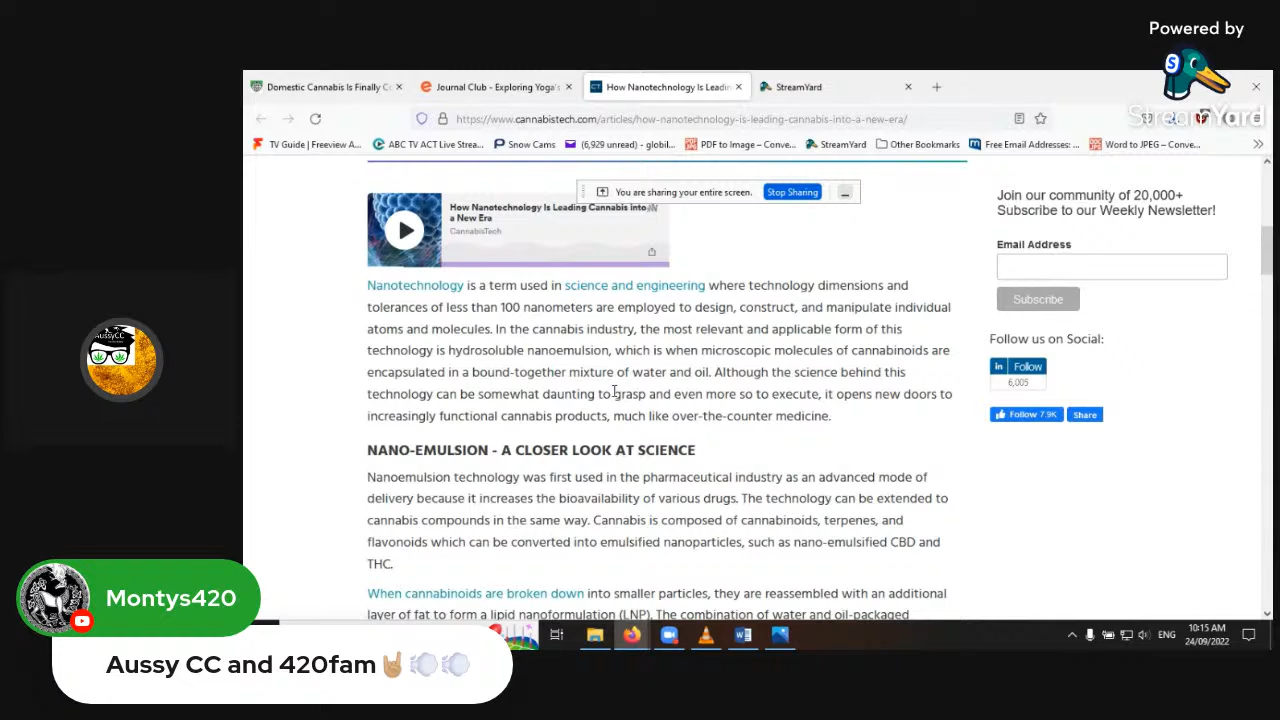 Powered by
StreamYard
Domestic Cannabis Is Finally Co
Journal Club - Exploring Yoga's
How Nanotechnology Is Leadin
StreamYard
https://www.cannabistech.com/articles/how-nanotechnology-is-leading-cannabis-into-a-new-era/
TV Guide | Freeview A...
ABC TV ACT Live Strea...
Snow Cams
(6,929 unread) - global...
PDF to Image – Conve...
StreamYard
Other Bookmarks
Free Email Addresses: ...
Word to JPEG – Conve...
You are sharing your entire screen.
Stop Sharing
How Nanotechnology Is Leading Cannabis into
a New Era
CannabisTech
Nanotechnology is a term used in science and engineering where technology dimensions and
tolerances of less than 100 nanometers are employed to design, construct, and manipulate individual
atoms and molecules. In the cannabis industry, the most relevant and applicable form of this
technology is hydrosoluble nanoemulsion, which is when microscopic molecules of cannabinoids are
encapsulated in a bound-together mixture of water and oil. Although the science behind this
technology can be somewhat daunting to grasp and even more so to execute, it opens new doors to
increasingly functional cannabis products, much like over-the-counter medicine.
NANO-EMULSION - A CLOSER LOOK AT SCIENCE
Nanoemulsion technology was first used in the pharmaceutical industry as an advanced mode of
delivery because it increases the bioavailability of various drugs. The technology can be extended to
cannabis compounds in the same way. Cannabis is composed of cannabinoids, terpenes, and
flavonoids which can be converted into emulsified nanoparticles, such as nano-emulsified CBD and
THC.
When cannabinoids are broken down into smaller particles, they are reassembled with an additional
layer of fat to form a lipid nanoformulation (LNP). The combination of water and oil-packaged
Join our community of 20,000+
Subscribe to our Weekly Newsletter!
Email Address
Subscribe
Follow us on Social:
in Follow
6,005
Follow 7.9K
Share
AussyCC
Montys420
Aussy CC and 420fam🤘🏼💨💨
ENG
10:15 AM
24/09/2022